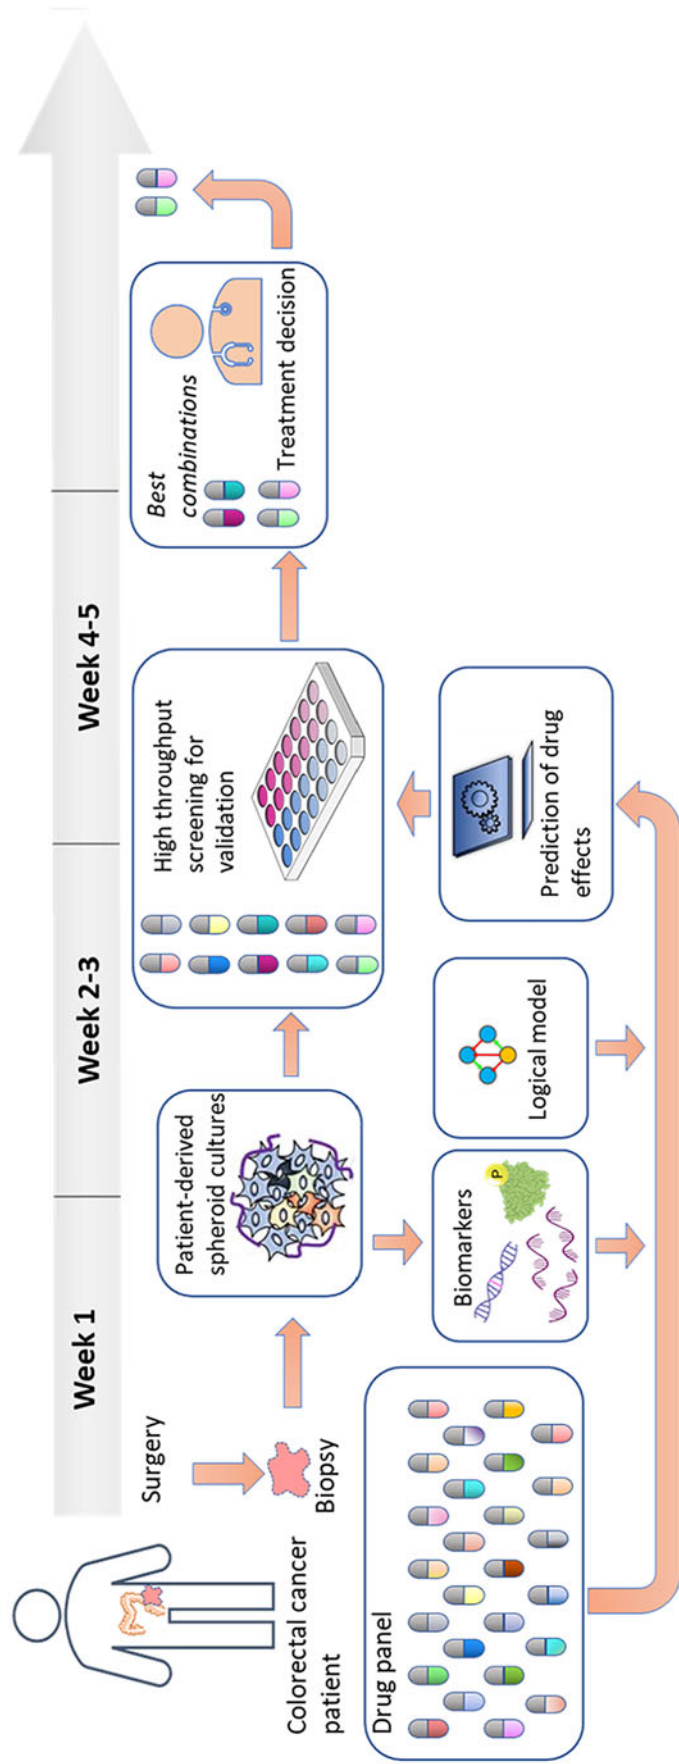 Week 1
Week 2-3
Week 4-5
Colorectal cancer
patient
Surgery
Biopsy
Patient-derived
spheroid cultures
High throughput
screening for
validation
Best
combinations
Treatment decision
Drug panel
Biomarkers
P
Logical model
Prediction of drug
effects